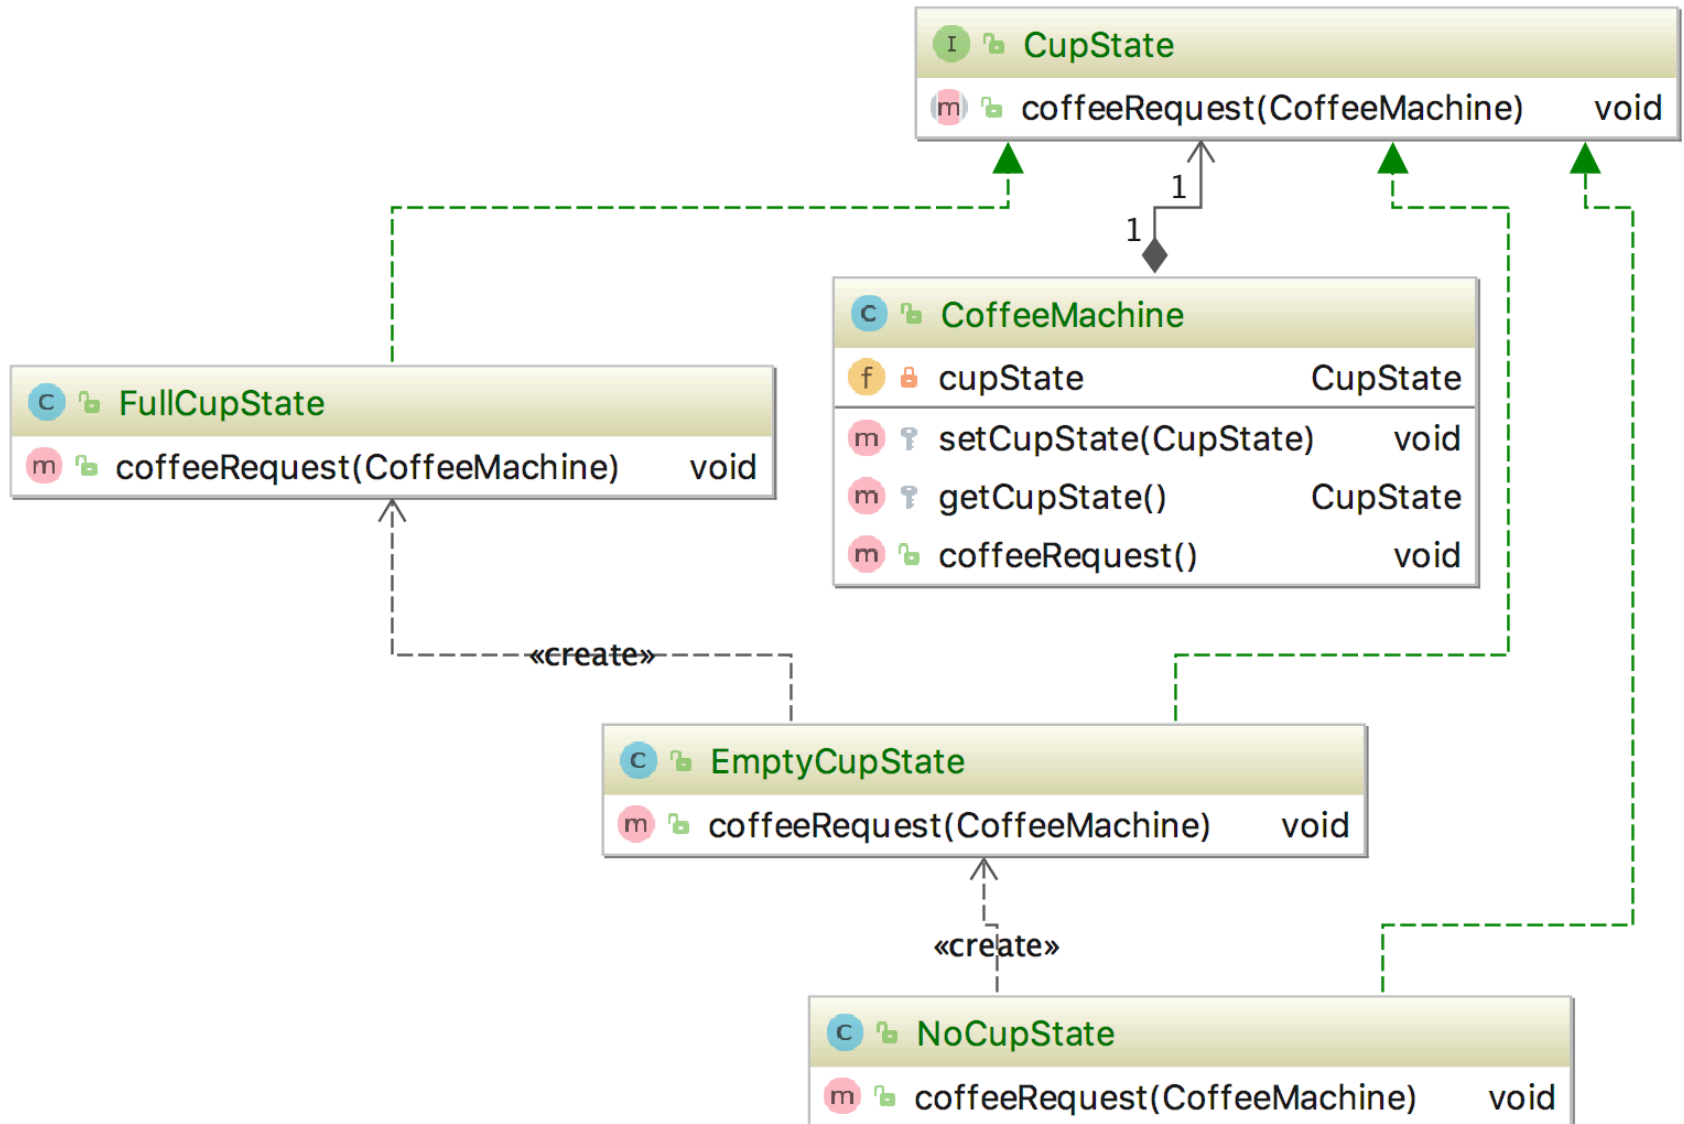 I CupState
m coffeeRequest(CoffeeMachine) void
1
1
C CoffeeMachine
f cupState CupState
m setCupState(CupState) void
m getCupState() CupState
m coffeeRequest() void
C FullCupState
m coffeeRequest(CoffeeMachine) void
«create»
C EmptyCupState
m coffeeRequest(CoffeeMachine) void
«create»
C NoCupState
m coffeeRequest(CoffeeMachine) void